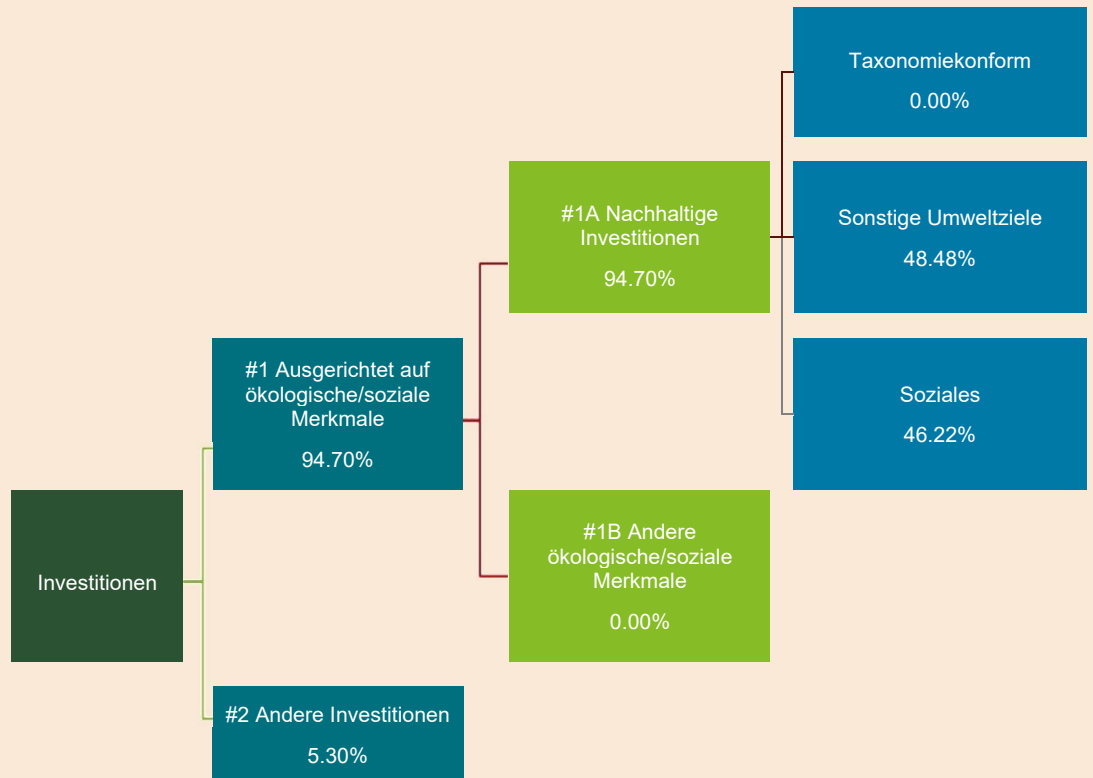 Investitionen
#1 Ausgerichtet auf
ökologische/soziale
Merkmale
94.70%
#2 Andere Investitionen
5.30%
#1A Nachhaltige
Investitionen
94.70%
#1B Andere
ökologische/soziale
Merkmale
0.00%
Taxonomiekonform
0.00%
Sonstige Umweltziele
48.48%
Soziales
46.22%